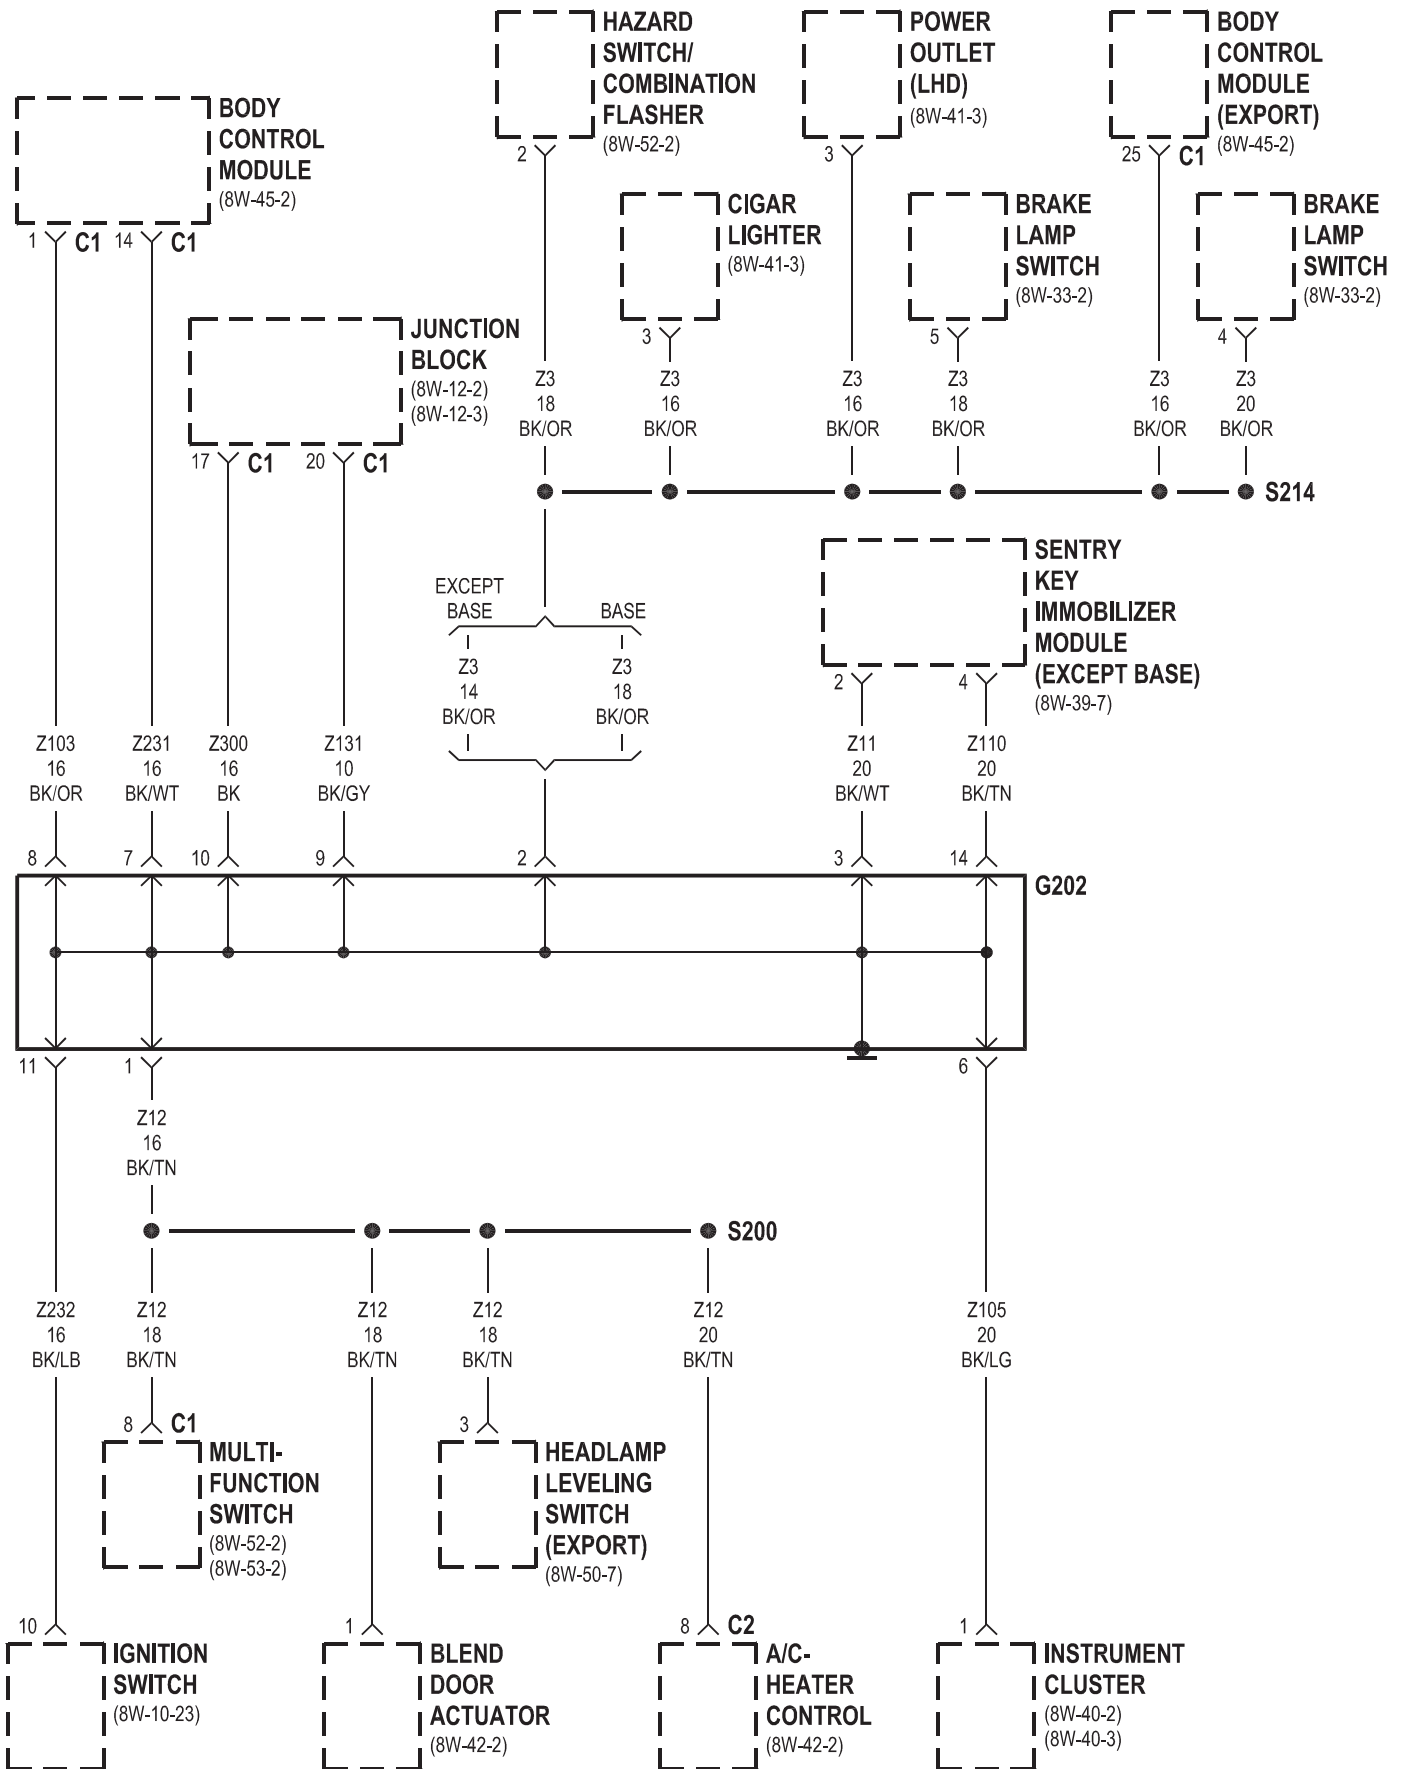 HAZARD
SWITCH/
COMBINATION
FLASHER
(8W-52-2)
2
POWER
OUTLET
(LHD)
(8W-41-3)
3
BODY
CONTROL
MODULE
(EXPORT)
(8W-45-2)
25 C1
BODY
CONTROL
MODULE
(8W-45-2)
1 C1 14 C1
CIGAR
LIGHTER
(8W-41-3)
3
BRAKE
LAMP
SWITCH
(8W-33-2)
5
BRAKE
LAMP
SWITCH
(8W-33-2)
4
JUNCTION
BLOCK
(8W-12-2)
(8W-12-3)
17 C1 20 C1
Z3 Z3 Z3 Z3 Z3 Z3
18 16 16 18 16 20
BK/OR BK/OR BK/OR BK/OR BK/OR BK/OR
S214
EXCEPT
BASE BASE
Z3 Z3
14 18
BK/OR BK/OR
SENTRY
KEY
IMMOBILIZER
MODULE
(EXCEPT BASE)
(8W-39-7)
2 4
Z103 Z231 Z300 Z131 Z11 Z110
16 16 16 10 20 20
BK/OR BK/WT BK BK/GY BK/WT BK/TN
8 7 10 9 2 3 14
G202
11 1 6
Z12
16
BK/TN
S200
Z232 Z12 Z12 Z12 Z12 Z105
16 18 18 18 20 20
BK/LB BK/TN BK/TN BK/TN BK/TN BK/LG
8 C1
MULTI-
FUNCTION
SWITCH
(8W-52-2)
(8W-53-2)
3
HEADLAMP
LEVELING
SWITCH
(EXPORT)
(8W-50-7)
10
IGNITION
SWITCH
(8W-10-23)
1
BLEND
DOOR
ACTUATOR
(8W-42-2)
8 C2
A/C-
HEATER
CONTROL
(8W-42-2)
1
INSTRUMENT
CLUSTER
(8W-40-2)
(8W-40-3)